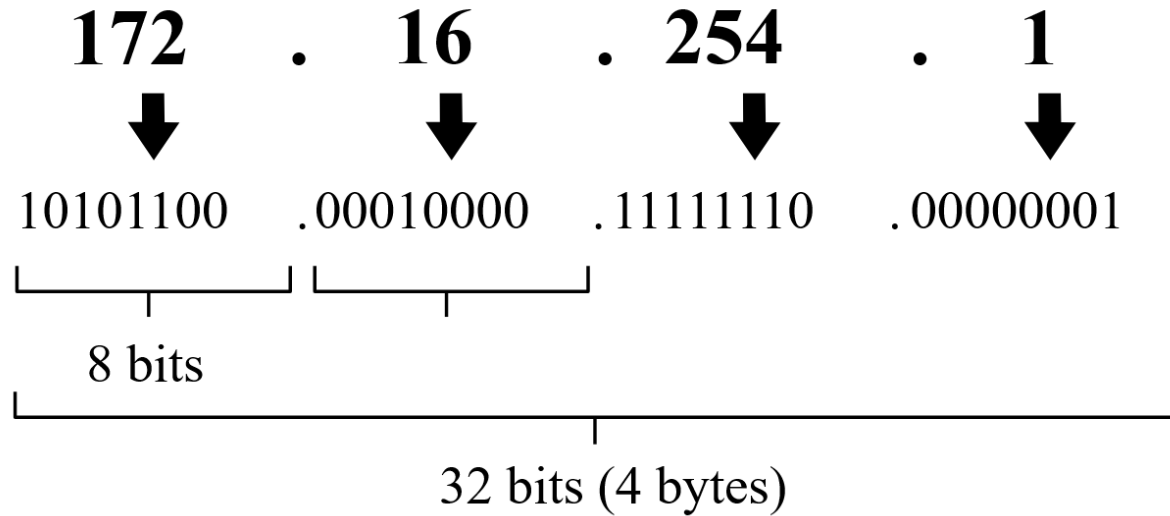 172 . 16 . 254 . 1
10101100 .00010000 .11111110 .00000001
8 bits
32 bits (4 bytes)